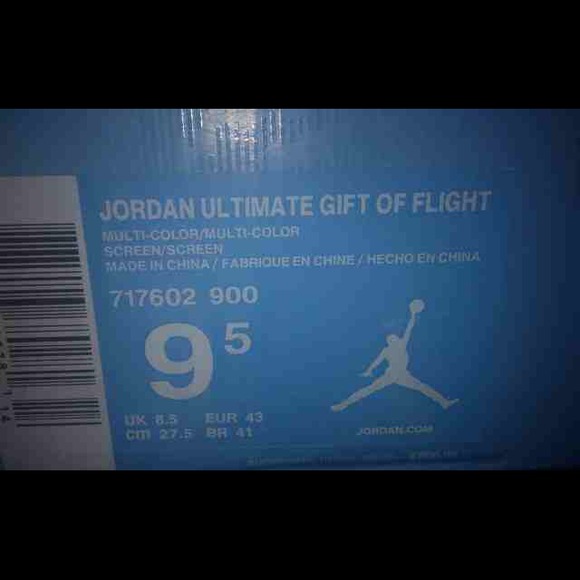 JORDAN ULTIMATE GIFT OF FLIGHT
MULTI-COLOR/MULTI-COLOR
SCREEN/SCREEN
MADE IN CHINA / FABRIQUE EN CHINE / HECHO EN CHINA
717602 900
9 5
UK 8.5 EUR 43
cm 27.5 BR 41
JORDAN.COM